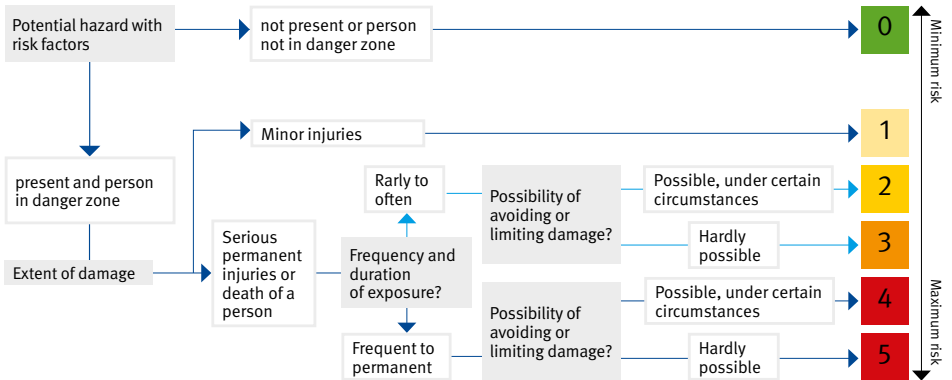 Potential hazard with
risk factors
not present or person
not in danger zone
0
Minimum risk
Minor injuries
1
present and person
in danger zone
Rarly to
often
Possibility of
avoiding or
limiting damage?
Possible, under certain
circumstances
2
Hardly
possible
3
Extent of damage
Serious
permanent
injuries or
death of a
person
Frequency and
duration
of exposure?
Frequent to
permanent
Possibility of
avoiding or
limiting damage?
Possible, under certain
circumstances
4
Hardly
possible
5
Maximum risk